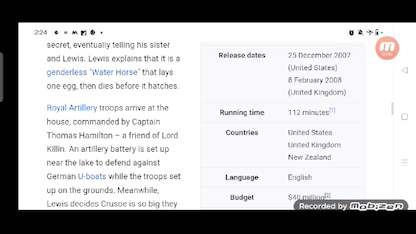 2:24
secret, eventually telling his sister
and Lewis. Lewis explains that it is a
genderless "Water Horse" that lays
one egg, then dies before it hatches.
Royal Artillery troops arrive at the
house, commanded by Captain
Thomas Hamilton – a friend of Lord
Killin. An artillery battery is set up
near the lake to defend against
German U-boats while the troops set
up on the grounds. Meanwhile,
Lewis decides Crusoe is so big they
Release dates
25 December 2007
(United States)
8 February 2008
(United Kingdom)
Running time
112 minutes[1]
Countries
United States
United Kingdom
New Zealand
Language
English
Budget
$40 million[2]
Recorded by Mobizen